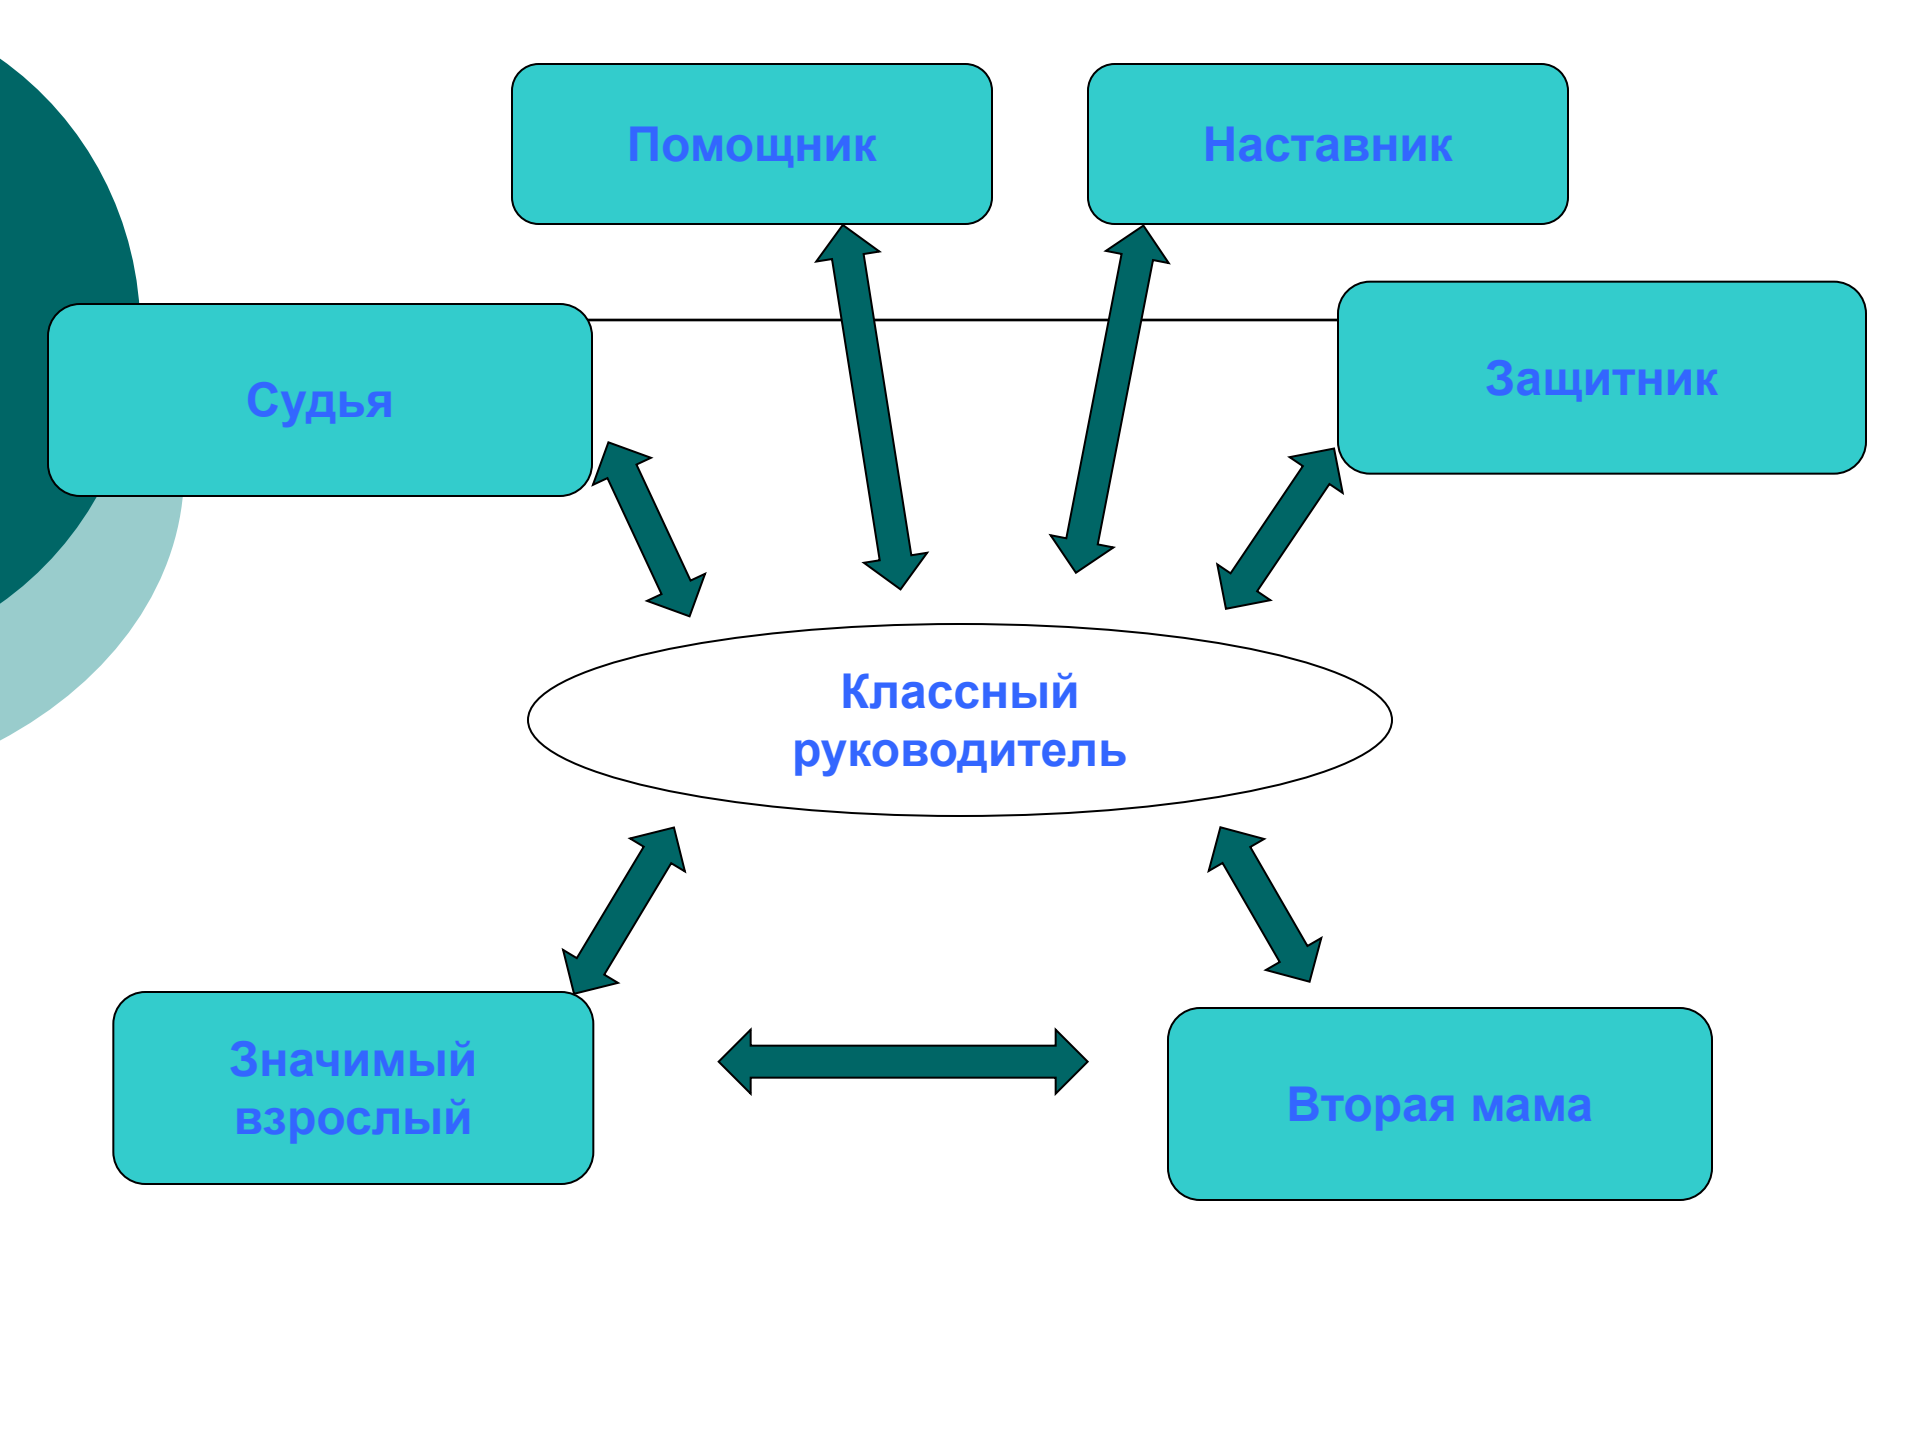 Помощник
Наставник
Судья
Защитник
Классный
руководитель
Значимый
взрослый
Вторая мама